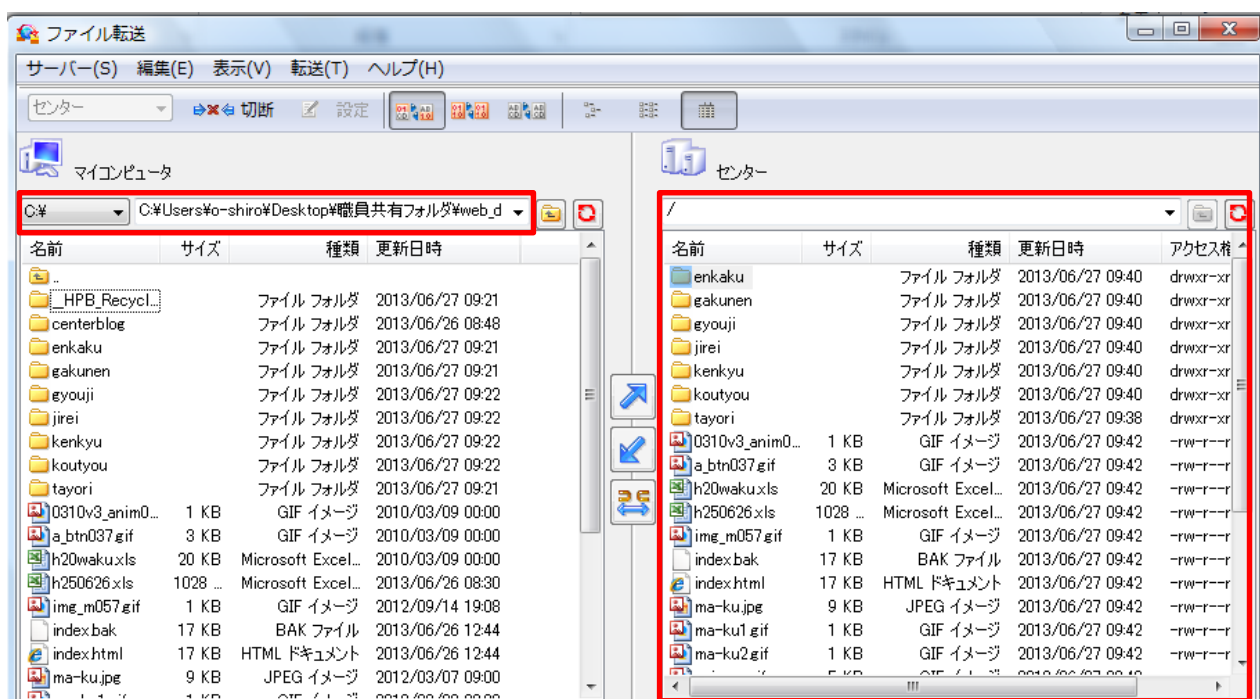 ファイル転送
サーバー(S) 編集(E) 表示(V) 転送(T) ヘルプ(H)
センター 切断 設定
マイコンピュータ
C:¥ C:¥Users¥o-shiro¥Desktop¥職員共有フォルダ¥web_d
名前 サイズ 種類 更新日時
..
_HPB_Recycl... ファイル フォルダ 2013/06/27 09:21
centerblog ファイル フォルダ 2013/06/26 08:48
enkaku ファイル フォルダ 2013/06/27 09:21
gakunen ファイル フォルダ 2013/06/27 09:21
gyouji ファイル フォルダ 2013/06/27 09:22
jirei ファイル フォルダ 2013/06/27 09:22
kenkyu ファイル フォルダ 2013/06/27 09:22
koutyou ファイル フォルダ 2013/06/27 09:22
tayori ファイル フォルダ 2013/06/27 09:21
0310v3_anim0... 1 KB GIF イメージ 2010/03/09 00:00
a_btn037.gif 3 KB GIF イメージ 2010/03/09 00:00
h20waku.xls 20 KB Microsoft Excel... 2010/03/09 00:00
h250626.xls 1028 ... Microsoft Excel... 2013/06/26 08:30
img_m057.gif 1 KB GIF イメージ 2012/09/14 19:08
index.bak 17 KB BAK ファイル 2013/06/26 12:44
index.html 17 KB HTML ドキュメント 2013/06/26 12:44
ma-ku.jpg 9 KB JPEG イメージ 2012/03/07 09:00
センター
/
名前 サイズ 種類 更新日時 アクセス権
enkaku ファイル フォルダ 2013/06/27 09:40 drwxr-xr
gakunen ファイル フォルダ 2013/06/27 09:40 drwxr-xr
gyouji ファイル フォルダ 2013/06/27 09:40 drwxr-xr
jirei ファイル フォルダ 2013/06/27 09:40 drwxr-xr
kenkyu ファイル フォルダ 2013/06/27 09:40 drwxr-xr
koutyou ファイル フォルダ 2013/06/27 09:40 drwxr-xr
tayori ファイル フォルダ 2013/06/27 09:38 drwxr-xr
0310v3_anim0... 1 KB GIF イメージ 2013/06/27 09:42 -rw-r--r
a_btn037.gif 3 KB GIF イメージ 2013/06/27 09:42 -rw-r--r
h20waku.xls 20 KB Microsoft Excel... 2013/06/27 09:42 -rw-r--r
h250626.xls 1028 ... Microsoft Excel... 2013/06/27 09:42 -rw-r--r
img_m057.gif 1 KB GIF イメージ 2013/06/27 09:42 -rw-r--r
index.bak 17 KB BAK ファイル 2013/06/27 09:42 -rw-r--r
index.html 17 KB HTML ドキュメント 2013/06/27 09:42 -rw-r--r
ma-ku.jpg 9 KB JPEG イメージ 2013/06/27 09:42 -rw-r--r
ma-ku1.gif 1 KB GIF イメージ 2013/06/27 09:42 -rw-r--r
ma-ku2.gif 1 KB GIF イメージ 2013/06/27 09:42 -rw-r--r